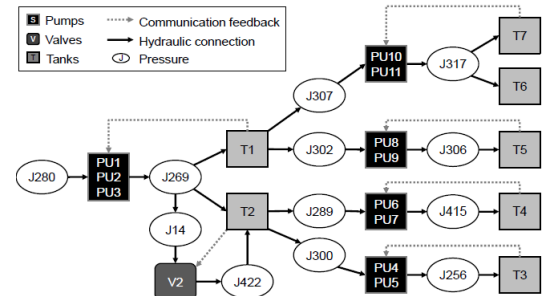 S Pumps
V Valves
T Tanks
Communication feedback
Hydraulic connection
J Pressure
J280
PU1
PU2
PU3
J269
J14
V2
J422
T1
T2
J307
J302
J289
J300
PU10
PU11
PU8
PU9
PU6
PU7
PU4
PU5
J317
J306
J415
J256
T7
T6
T5
T4
T3